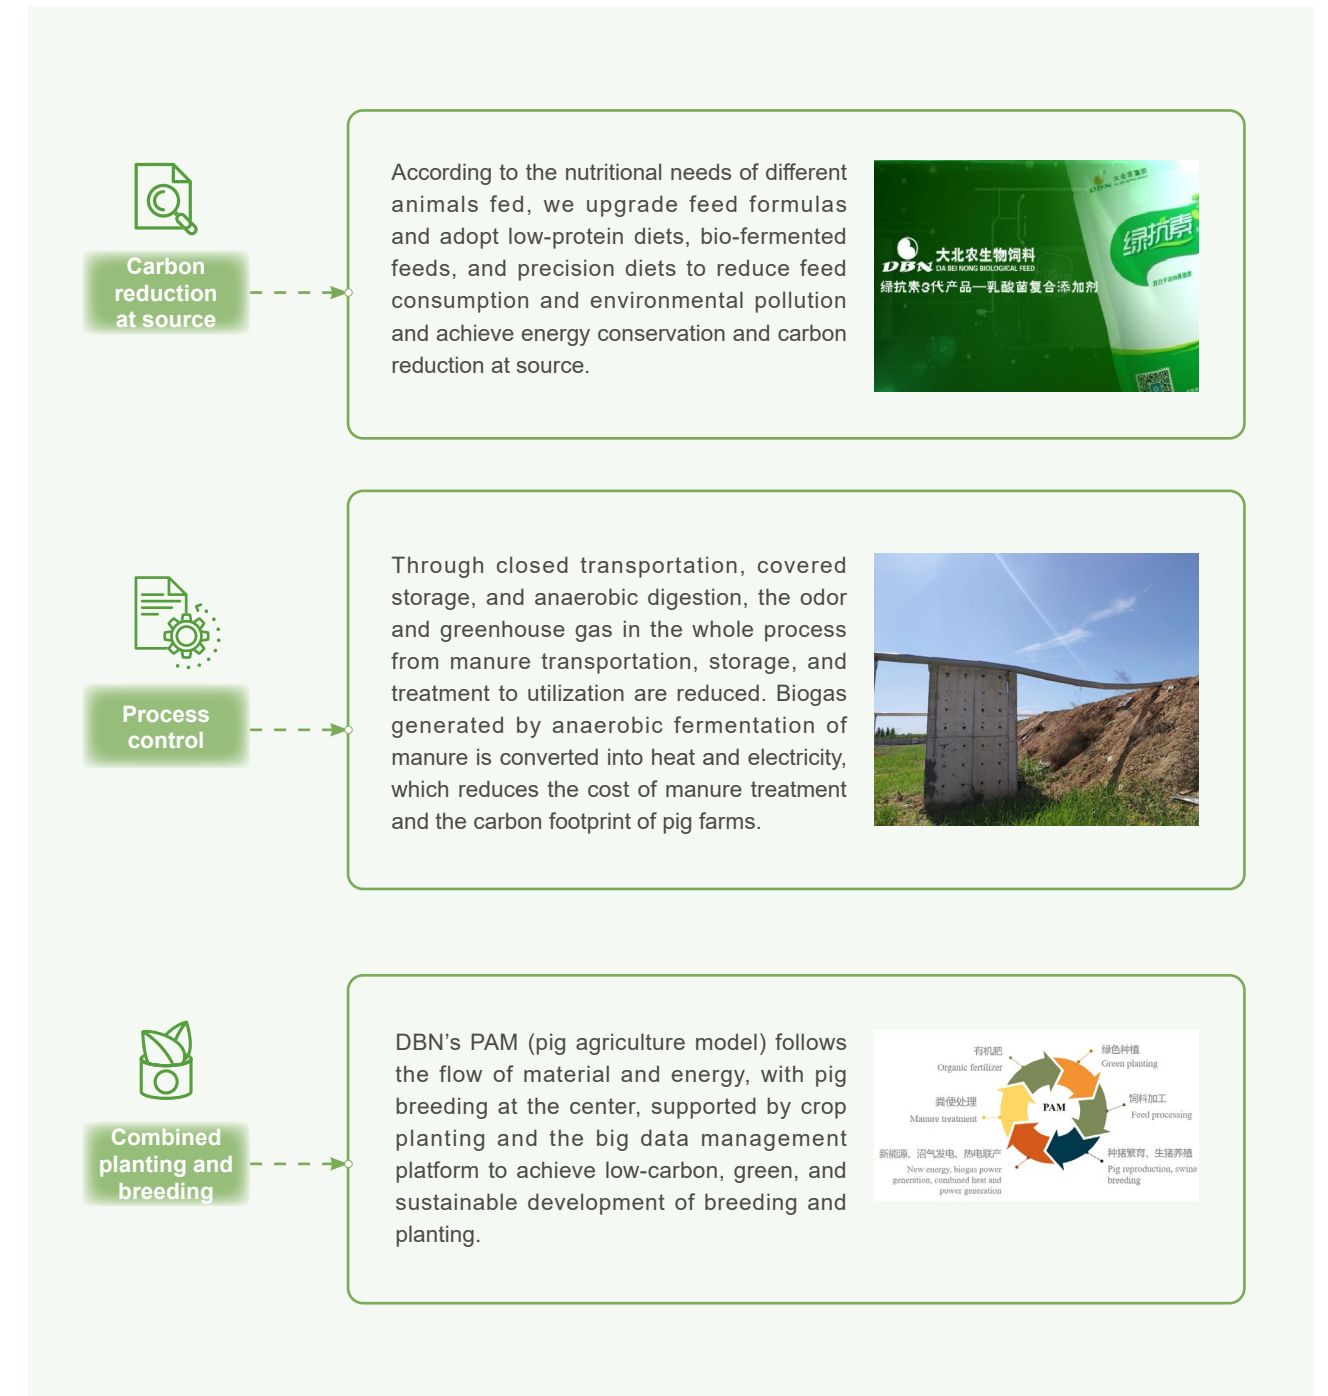 Carbon
reduction
at source
According to the nutritional needs of different
animals fed, we upgrade feed formulas
and adopt low-protein diets, bio-fermented
feeds, and precision diets to reduce feed
consumption and environmental pollution
and achieve energy conservation and carbon
reduction at source.
大北农集团
DBN
绿抗素
DBN
大北农生物饲料
DA BEI NONG BIOLOGICAL FEED
绿抗素3代产品—乳酸菌复合添加剂
Process
control
Through closed transportation, covered
storage, and anaerobic digestion, the odor
and greenhouse gas in the whole process
from manure transportation, storage, and
treatment to utilization are reduced. Biogas
generated by anaerobic fermentation of
manure is converted into heat and electricity,
which reduces the cost of manure treatment
and the carbon footprint of pig farms.
Combined
planting and
breeding
DBN’s PAM (pig agriculture model) follows
the flow of material and energy, with pig
breeding at the center, supported by crop
planting and the big data management
platform to achieve low-carbon, green, and
sustainable development of breeding and
planting.
有机肥
Organic fertilizer
绿色种植
Green planting
粪便处理
Manure treatment
PAM
饲料加工
Feed processing
新能源、沼气发电、热电联产
New energy, biogas power
generation, combined heat and
power generation
种猪繁育、生猪养殖
Pig reproduction, swine
breeding